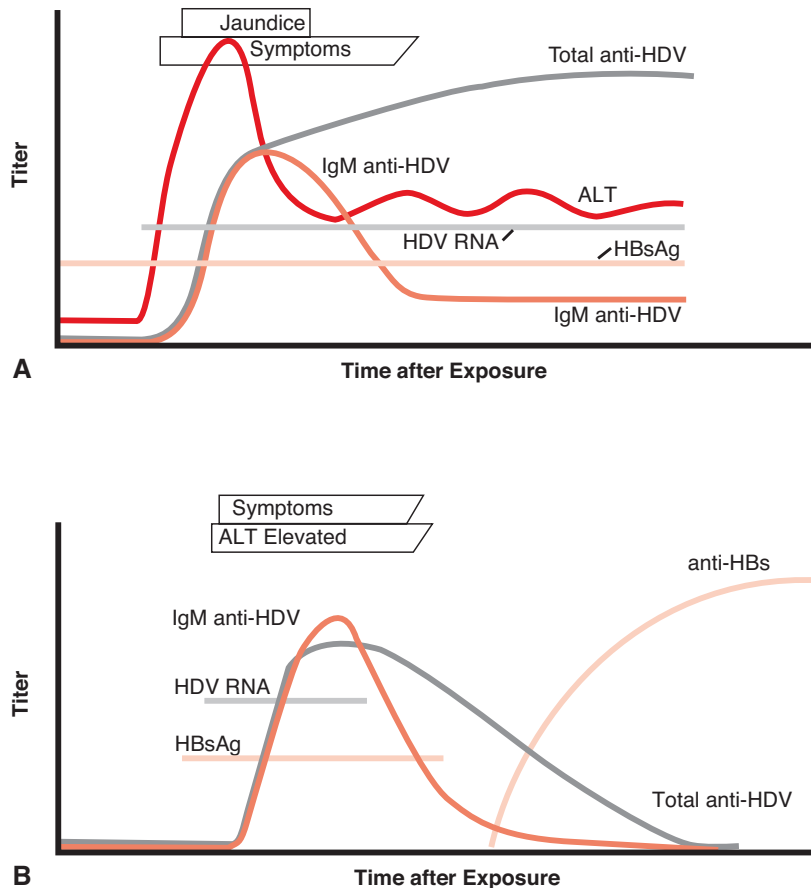 Jaundice
Symptoms
Total anti-HDV
IgM anti-HDV
ALT
HDV RNA
HBsAg
IgM anti-HDV
Titer
A
Time after Exposure
Symptoms
ALT Elevated
anti-HBs
IgM anti-HDV
HDV RNA
Titer
HBsAg
Total anti-HDV
B
Time after Exposure